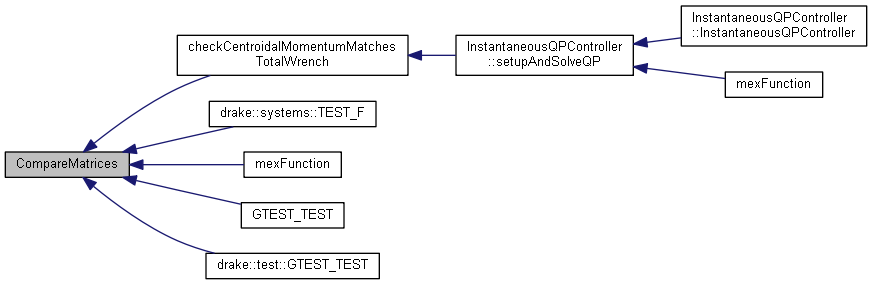 InstantaneousQPController
::InstantaneousQPController
checkCentroidalMomentumMatches
TotalWrench
InstantaneousQPController
::setupAndSolveQP
mexFunction
drake::systems::TEST_F
CompareMatrices
mexFunction
GTEST_TEST
drake::test::GTEST_TEST